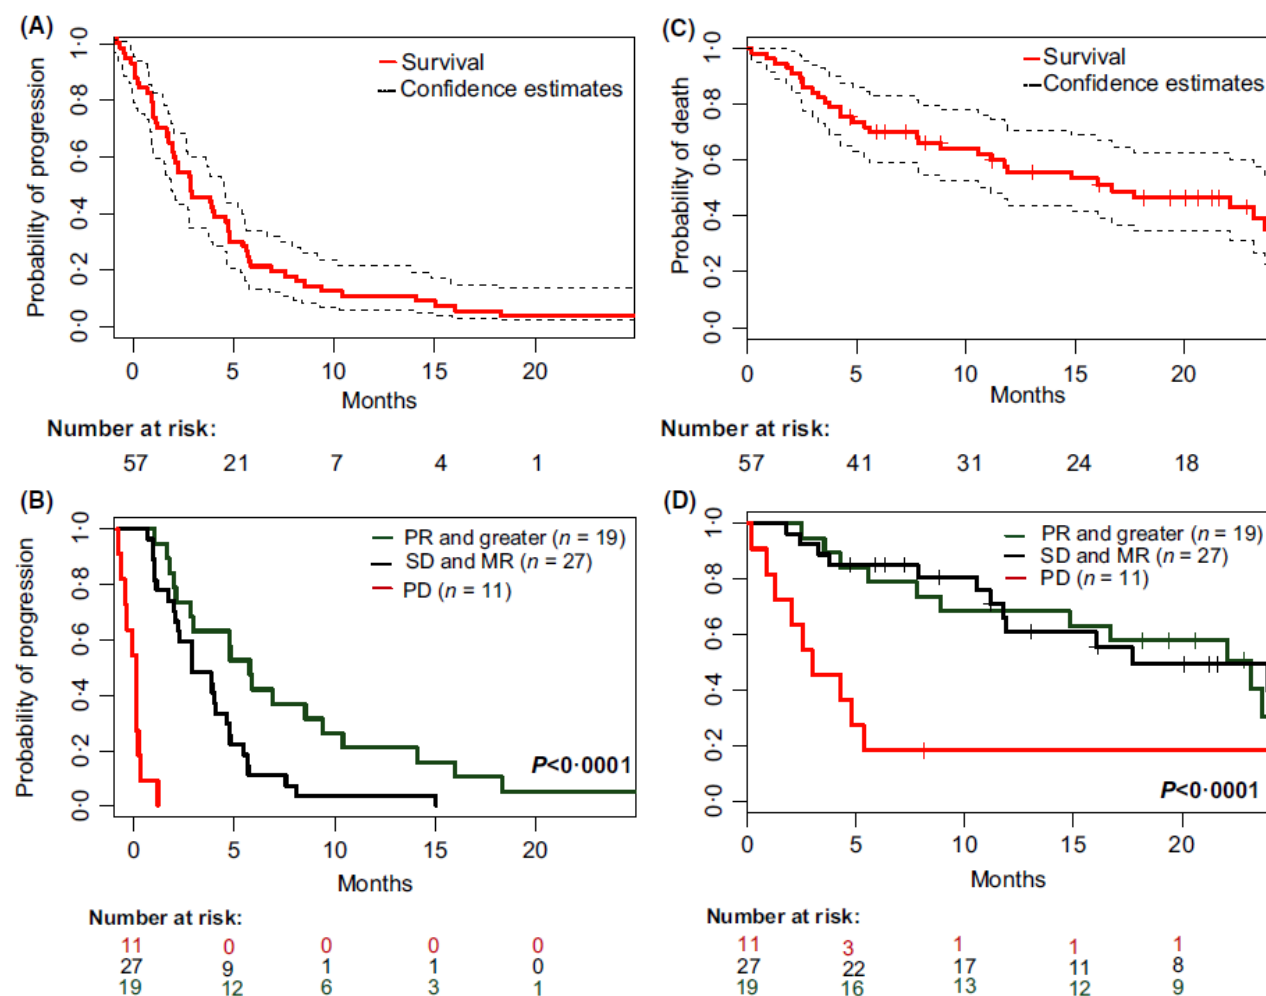 (A)
Probability of progression
1·0
0·8
0·6
0·4
0·2
0·0
Survival
Confidence estimates
0 5 10 15 20
Months
Number at risk:
57 21 7 4 1
(C)
Probability of death
1·0
0·8
0·6
0·4
0·2
0·0
Survival
Confidence estimates
0 5 10 15 20
Months
Number at risk:
57 41 31 24 18
(B)
Probability of progression
1·0
0·8
0·6
0·4
0·2
0·0
PR and greater (n = 19)
SD and MR (n = 27)
PD (n = 11)
P<0·0001
0 5 10 15 20
Months
Number at risk:
11 0 0 0 0
27 9 1 1 0
19 12 6 3 1
(D)
Probability of progression
1·0
0·8
0·6
0·4
0·2
0·0
PR and greater (n = 19)
SD and MR (n = 27)
PD (n = 11)
P<0·0001
0 5 10 15 20
Months
Number at risk:
11 3 1 1 1
27 22 17 11 8
19 16 13 12 9